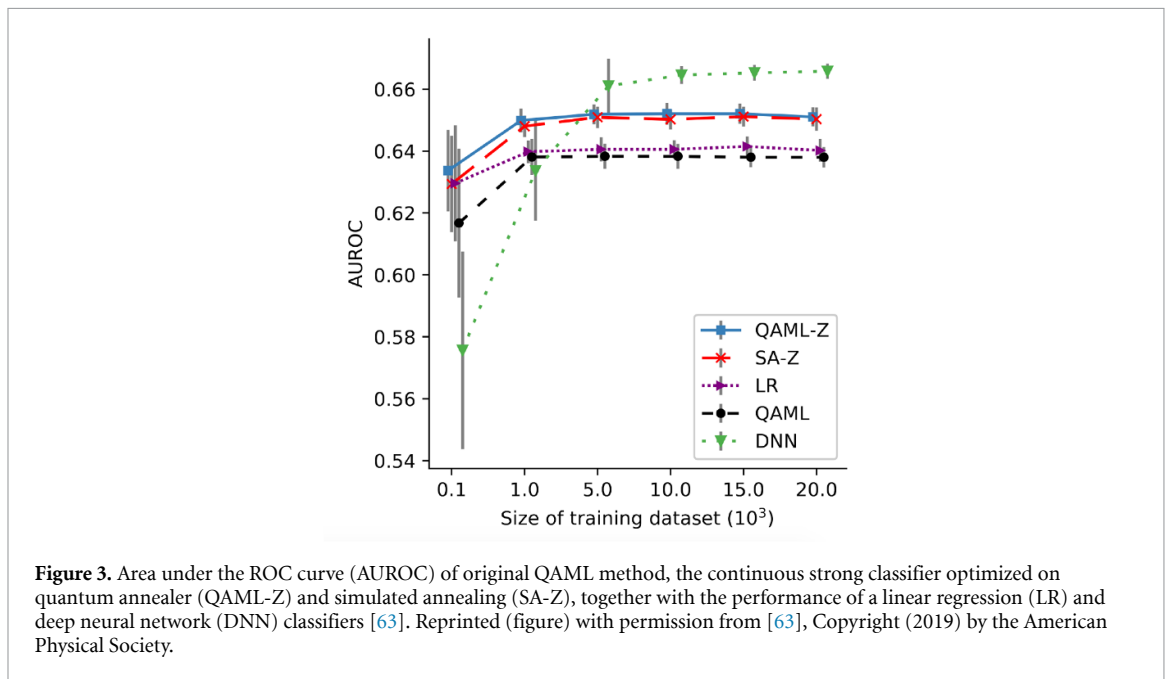 0.66
0.64
0.62
0.60
0.58
0.56
0.54
AUROC
QAML-Z
SA-Z
LR
QAML
DNN
0.1 1.0 5.0 10.0 15.0 20.0
Size of training dataset (10³)
Figure 3. Area under the ROC curve (AUROC) of original QAML method, the continuous strong classifier optimized on
quantum annealer (QAML-Z) and simulated annealing (SA-Z), together with the performance of a linear regression (LR) and
deep neural network (DNN) classifiers [63]. Reprinted (figure) with permission from [63], Copyright (2019) by the American
Physical Society.